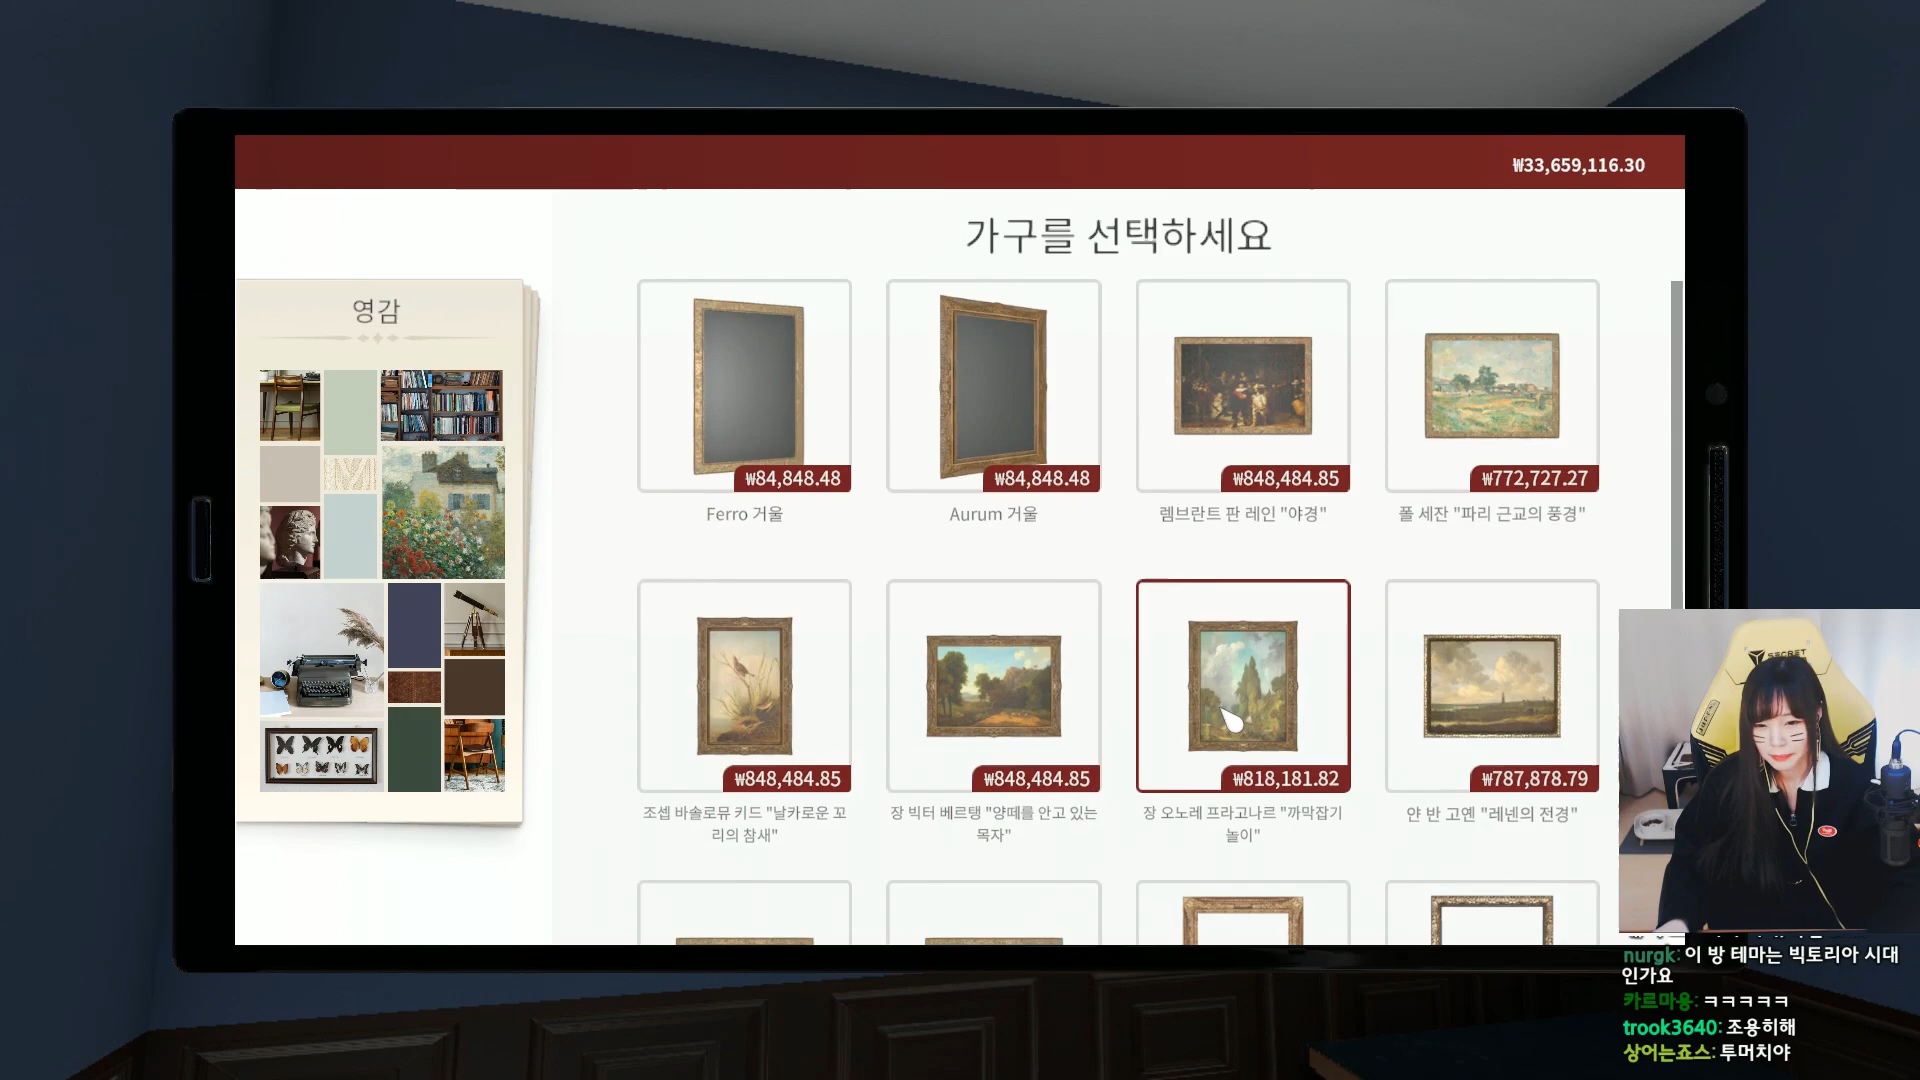 ₩33,659,116.30
가구를 선택하세요
영감
₩84,848.48
₩84,848.48
₩848,484.85
₩772,727.27
Ferro 거울
Aurum 거울
렘브란트 판 레인 "야경"
폴 세잔 "파리 근교의 풍경"
₩848,484.85
₩848,484.85
₩818,181.82
₩787,878.79
조셉 바솔로뮤 키드 "날카로운 꼬
리의 참새"
장 빅터 베르탱 "양떼를 안고 있는
목자"
장 오노레 프라고나르 "까막잡기
놀이"
얀 반 고옌 "레넨의 전경"
SECRET
nurgk: 이 방 테마는 빅토리아 시대
인가요
카르마용: ㅋㅋㅋㅋㅋ
trook3640: 조용히해
상어는죠스: 투머치야